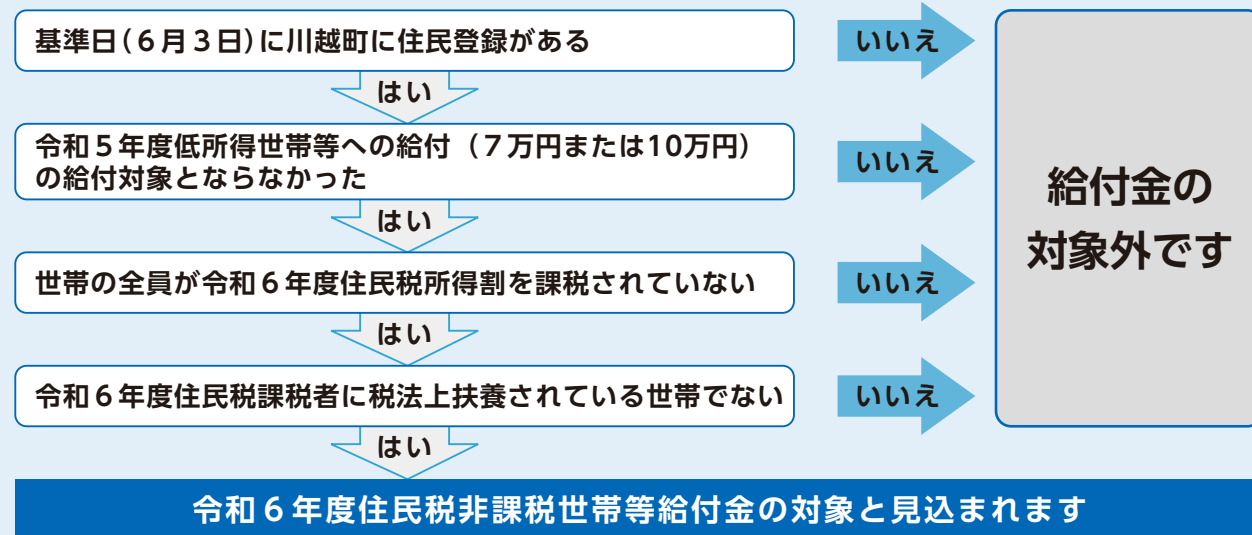 基準日(６月３日)に川越町に住民登録がある
いいえ
はい
令和５年度低所得世帯等への給付（７万円または10万円）
の給付対象とならなかった
いいえ
はい
世帯の全員が令和６年度住民税所得割を課税されていない
いいえ
はい
令和６年度住民税課税者に税法上扶養されている世帯でない
いいえ
はい
給付金の
対象外です
令和６年度住民税非課税世帯等給付金の対象と見込まれます